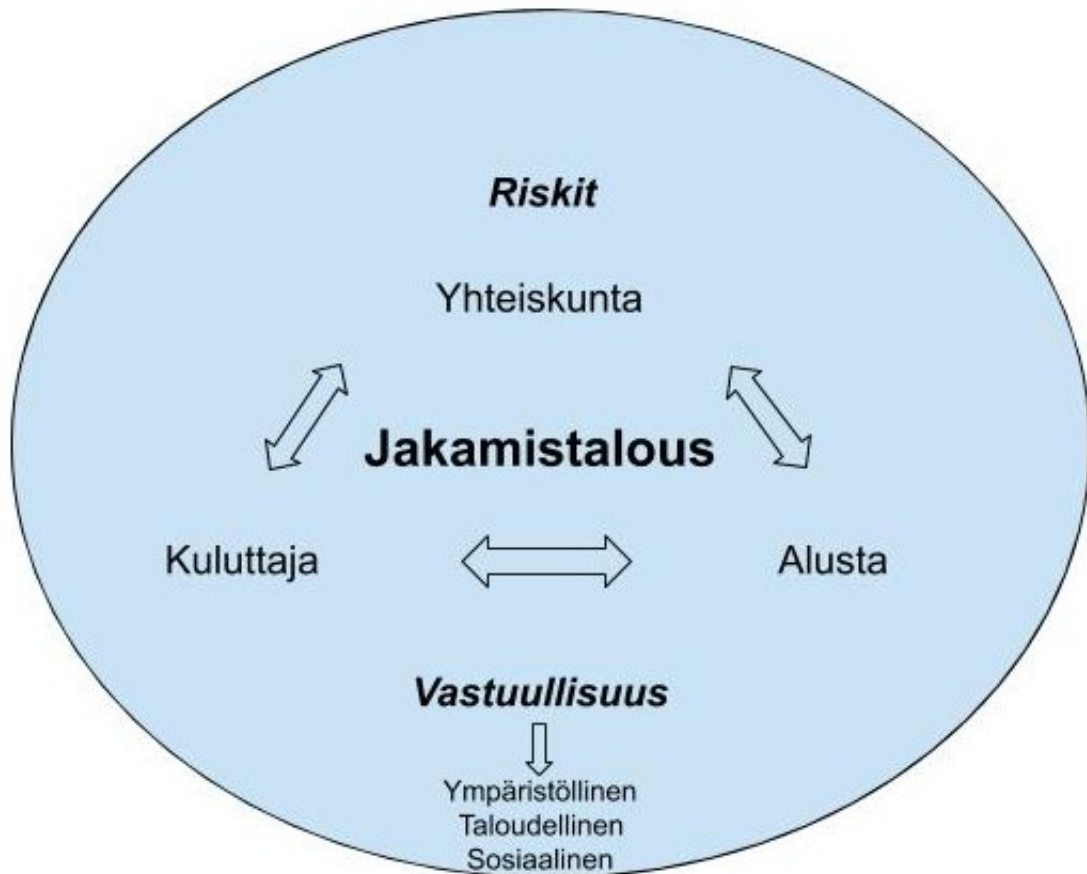 Riskit
Yhteiskunta
Jakamistalous
Kuluttaja
Alusta
Vastuullisuus
Ympäristöllinen
Taloudellinen
Sosiaalinen